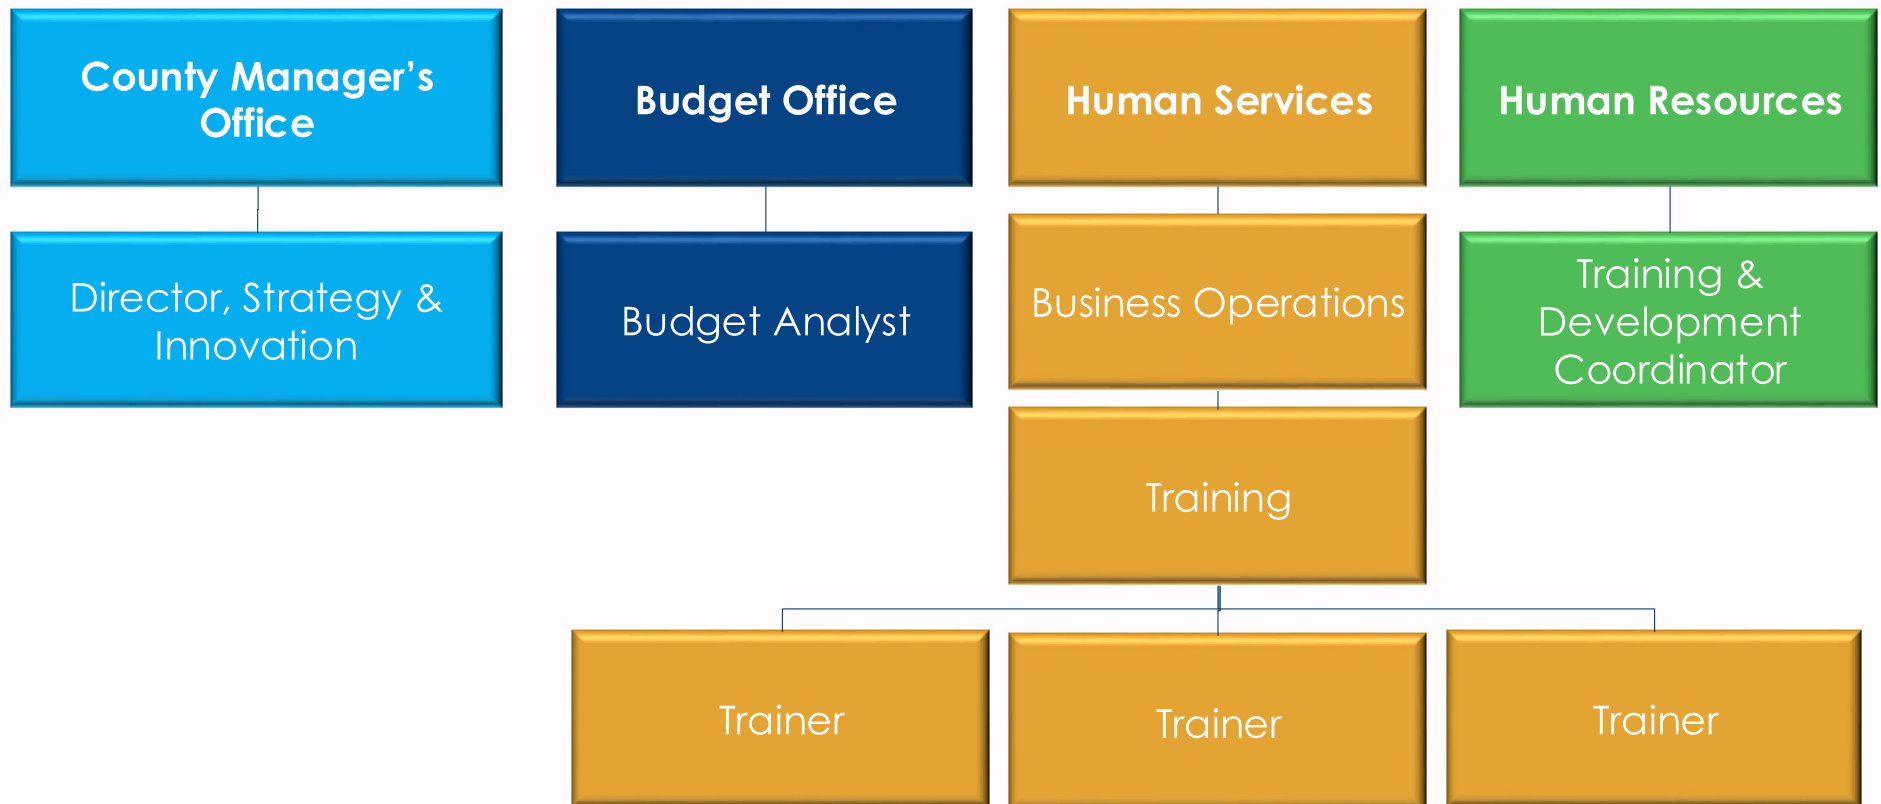 County Manager’s
Office
Budget Office
Human Services
Human Resources
Director, Strategy &
Innovation
Budget Analyst
Business Operations
Training &
Development
Coordinator
Training
Trainer
Trainer
Trainer